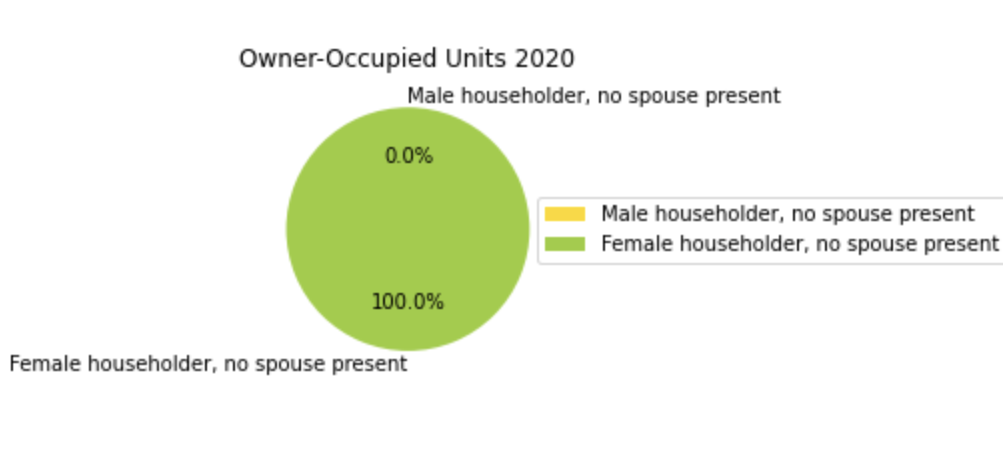 Owner-Occupied Units 2020
Male householder, no spouse present
0.0%
Male householder, no spouse present
Female householder, no spouse present
100.0%
Female householder, no spouse present